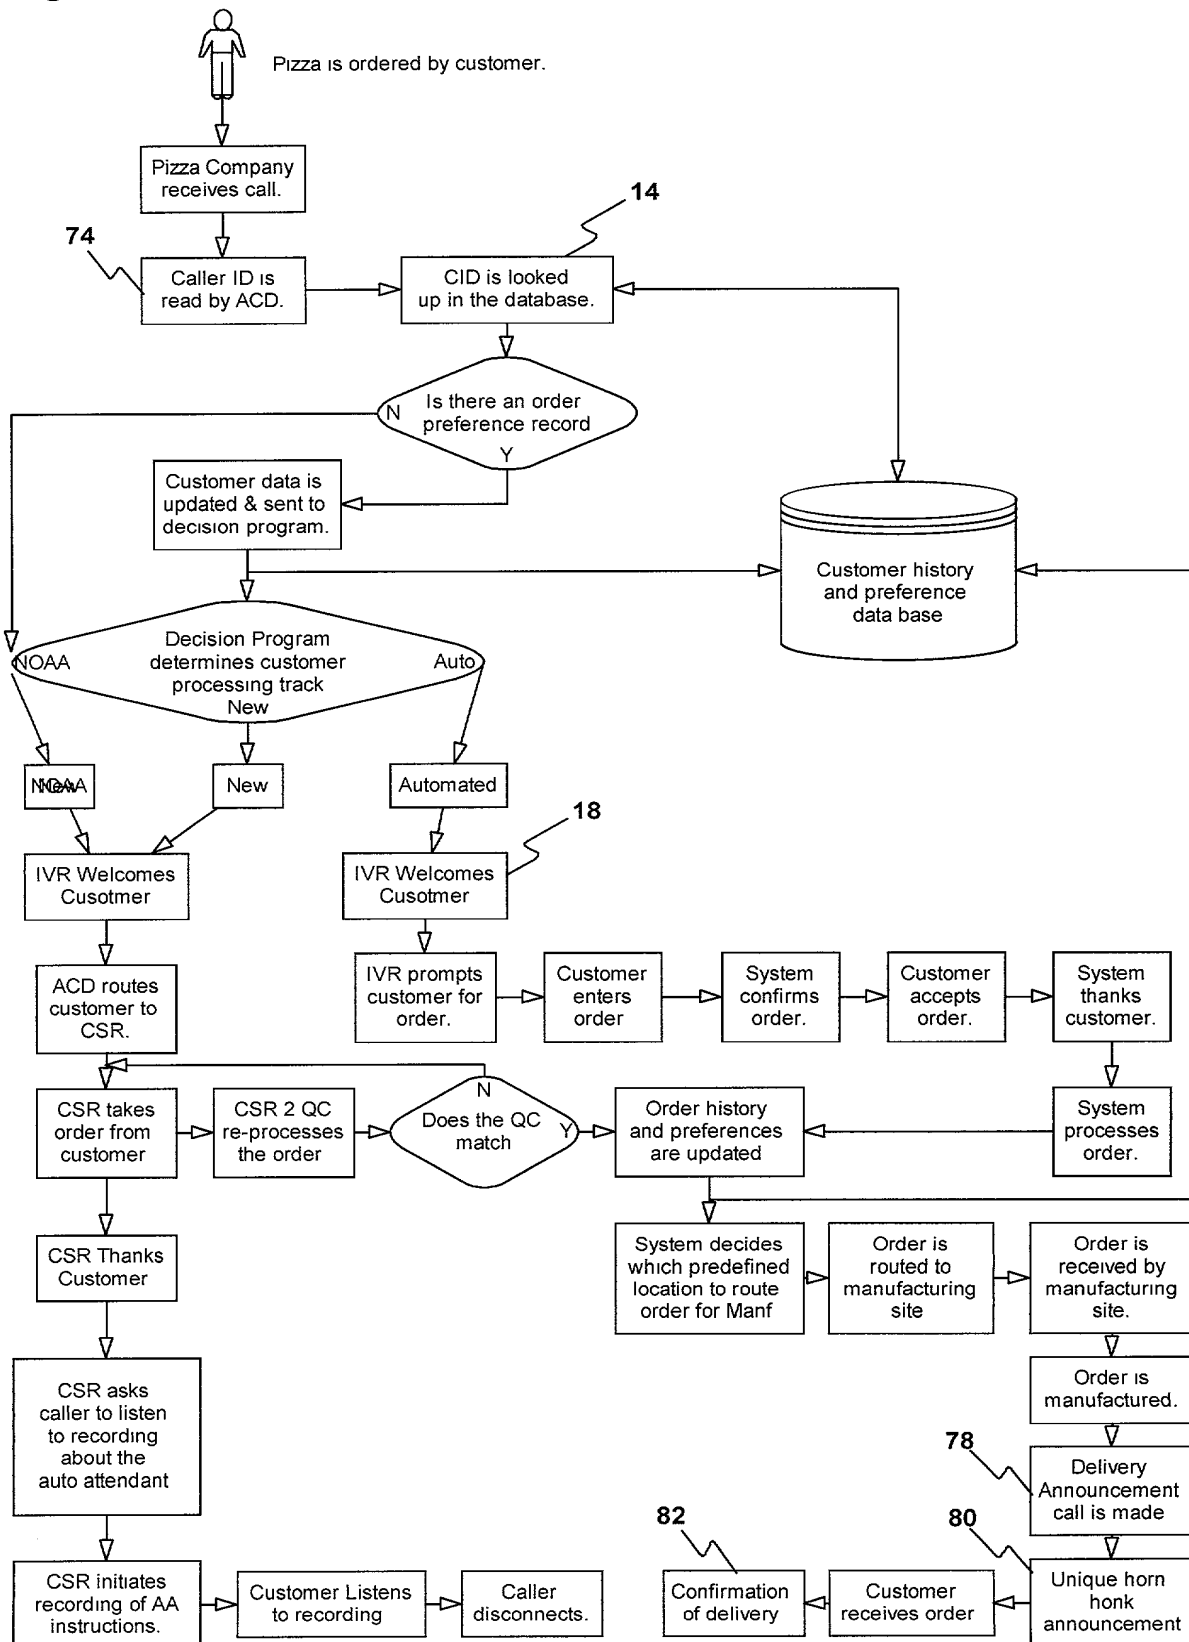 Pizza is ordered by customer.
Pizza Company
receives call.
14
74
Caller ID is
read by ACD.
CID is looked
up in the database.
N
Is there an order
preference record
Y
Customer data is
updated & sent to
decision program.
Customer history
and preference
data base
NOAA
Decision Program
determines customer
processing track
Auto
New
New
Automated
18
IVR Welcomes
Cusotmer
IVR Welcomes
Cusotmer
ACD routes
customer to
CSR.
IVR prompts
customer for
order.
Customer
enters
order
System
confirms
order.
Customer
accepts
order.
System
thanks
customer.
CSR takes
order from
customer
CSR 2 QC
re-processes
the order
N
Does the QC
match
Y
Order history
and preferences
are updated
System
processes
order.
CSR Thanks
Customer
System decides
which predefined
location to route
order for Manf
Order is
routed to
manufacturing
site
Order is
received by
manufacturing
site.
CSR asks
caller to listen
to recording
about the
auto attendant
Order is
manufactured.
78
Delivery
Announcement
call is made
82
80
CSR initiates
recording of AA
instructions.
Customer Listens
to recording
Caller
disconnects.
Confirmation
of delivery
Customer
receives order
Unique horn
honk
announcement